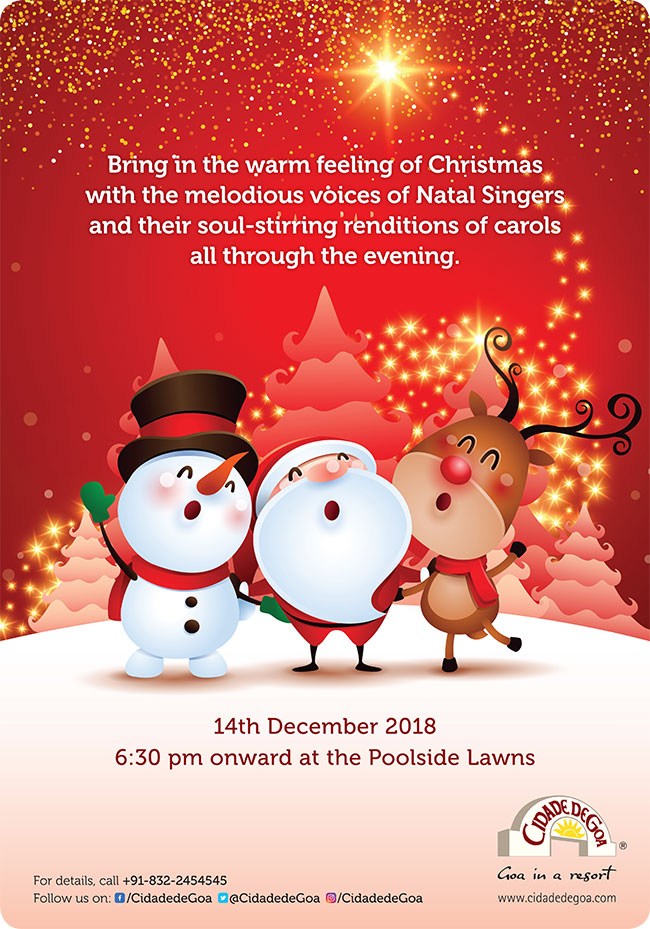 Bring in the warm feeling of Christmas
with the melodious voices of Natal Singers
and their soul-stirring renditions of carols
all through the evening.
14th December 2018
6:30 pm onward at the Poolside Lawns
CIDADE DE GOA
®
Goa in a resort
www.cidadedegoa.com
For details, call +91-832-2454545
Follow us on: /CidadedeGoa @CidadedeGoa /CidadedeGoa